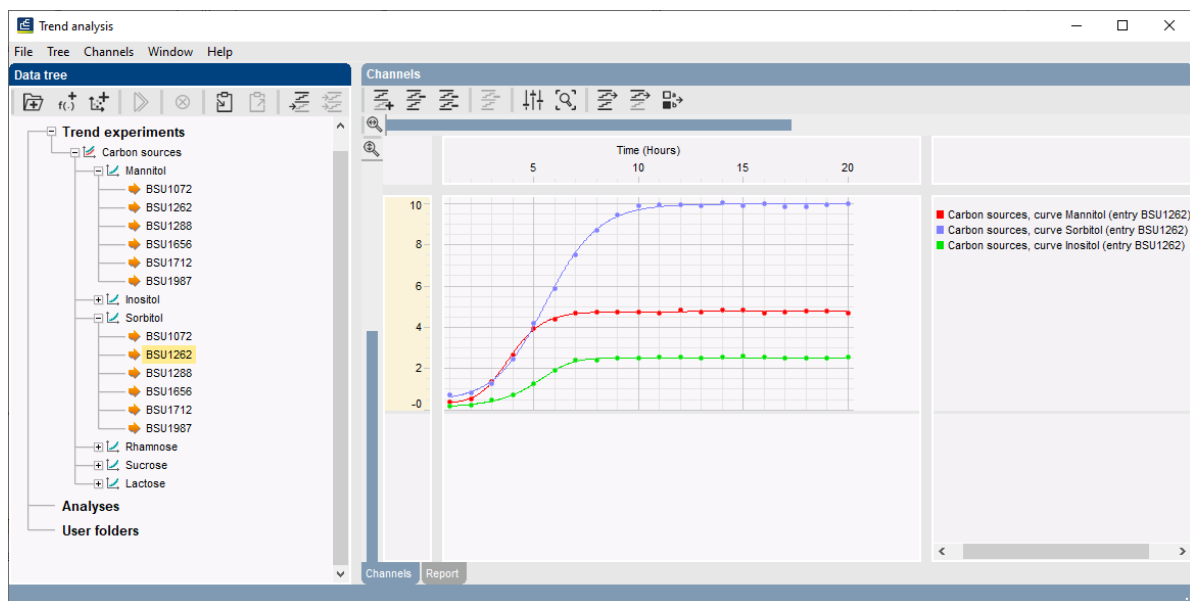 Trend analysis
File Tree Channels Window Help
Data tree
f(.)
Trend experiments
Carbon sources
Mannitol
BSU1072
BSU1262
BSU1288
BSU1656
BSU1712
BSU1987
Inositol
Sorbitol
BSU1072
BSU1262
BSU1288
BSU1656
BSU1712
BSU1987
Rhamnose
Sucrose
Lactose
Analyses
User folders
Channels
Time (Hours)
5 10 15 20
10
8
6
4
2
-0
Carbon sources, curve Mannitol (entry BSU1262)
Carbon sources, curve Sorbitol (entry BSU1262)
Carbon sources, curve Inositol (entry BSU1262)
Channels Report